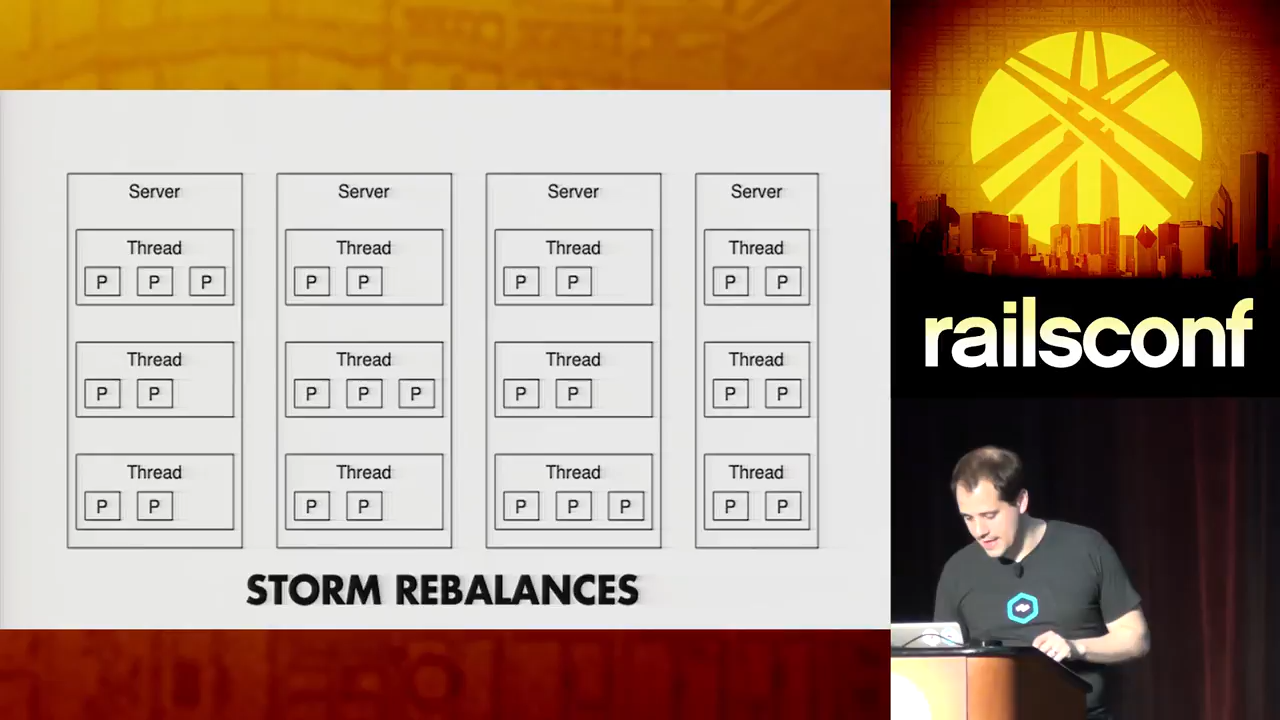 Server Server Server Server
Thread Thread Thread Thread
P P P P P P P P P
Thread Thread Thread Thread
P P P P P P P P P
Thread Thread Thread Thread
P P P P P P P P P
STORM REBALANCES
railsconf